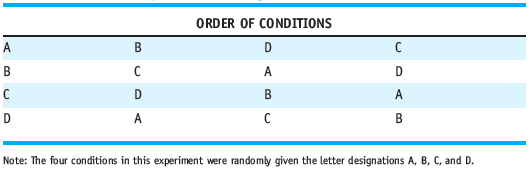 ORDER OF CONDITIONS
A B D C
B C A D
C D B A
D A C B
Note: The four conditions in this experiment were randomly given the letter designations A, B, C, and D.